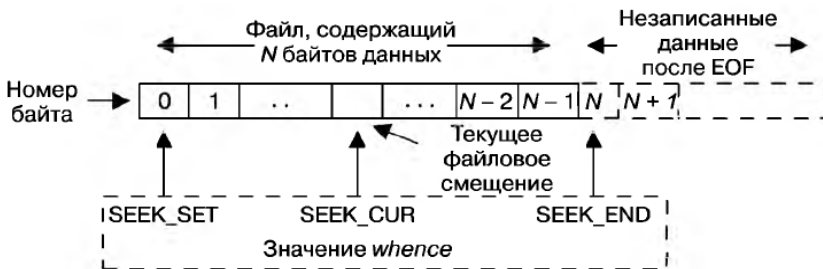 Файл, содержащий
N байтов данных
Незаписанные
данные
после EOF
Номер
байта
0 1 .. ... N – 2 N – 1 N N + 1
Текущее
файловое
смещение
SEEK_SET SEEK_CUR SEEK_END
Значение whence